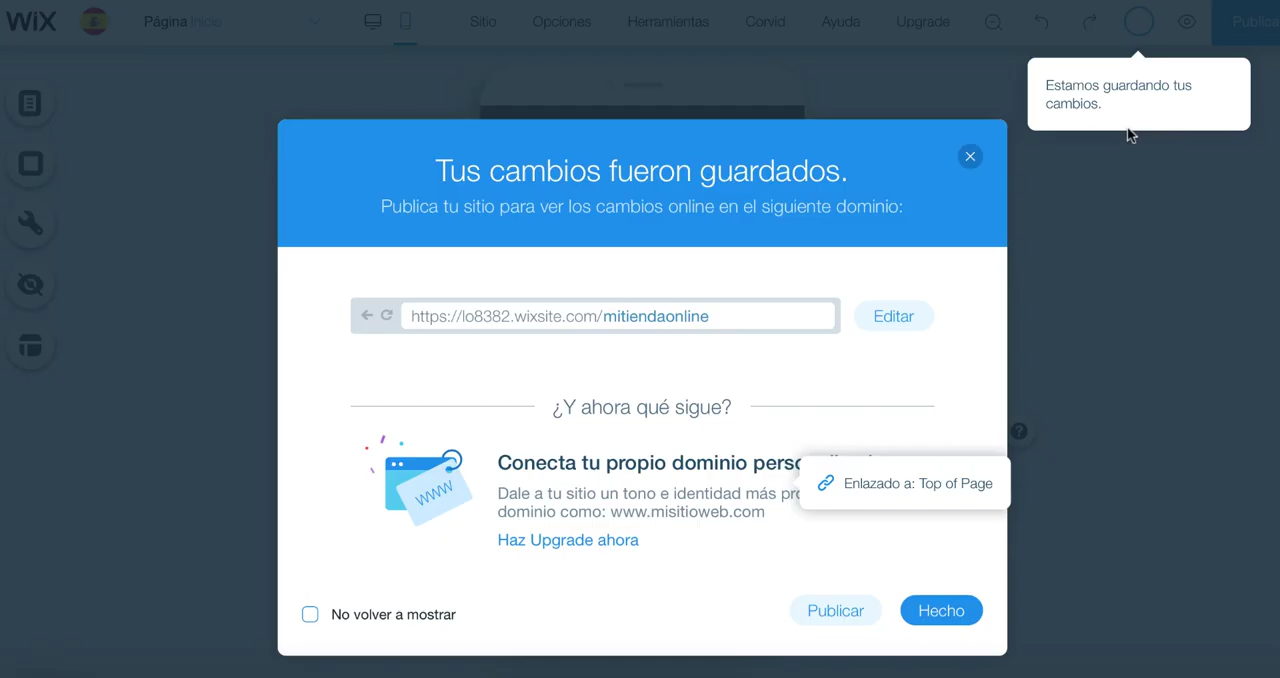 WiX
Página Inicio
Sitio
Opciones
Herramientas
Corvid
Ayuda
Upgrade
Publica
Estamos guardando tus
cambios.
Tus cambios fueron guardados.
Publica tu sitio para ver los cambios online en el siguiente dominio:
https://lo8382.wixsite.com/mitiendaonline
Editar
¿Y ahora qué sigue?
Conecta tu propio dominio
Dale a tu sitio un tono e identidad más
dominio como: www.misitioweb.com
WWW
Enlazado a: Top of Page
Haz Upgrade ahora
No volver a mostrar
Publicar
Hecho